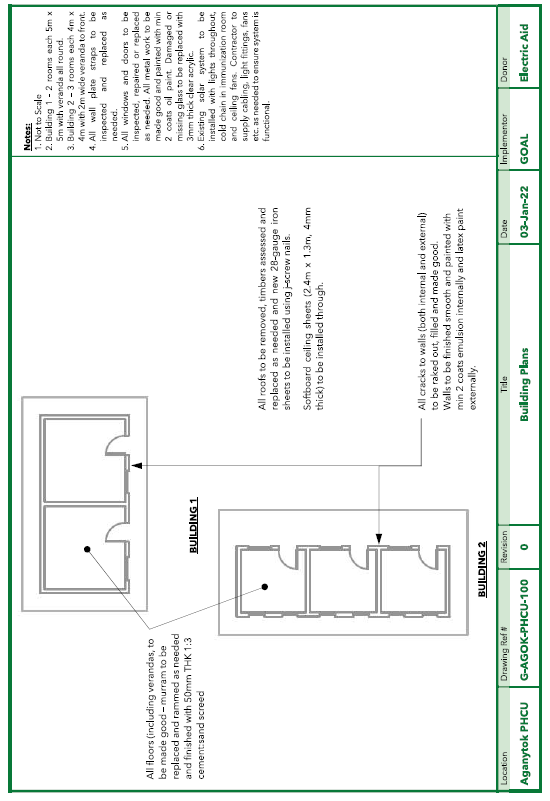 Notes:
1. Not to Scale
2. Building 1 – 2 rooms each 5m x
5m with veranda all round.
3. Building 2 – 3 rooms each 4m x
4m with 2m wide veranda to front.
4. All wall plate straps to be
inspected and replaced as
needed.
5. All windows and doors to be
inspected, repaired or replaced
as needed. All metal work to be
made good and painted with min
2 coats oil paint. Damaged or
missing glass to be replaced with
3mm thick clear acrylic.
6. Existing solar system to be
installed with lights throughout,
cold chain in immunization room
and ceiling fans. Contractor to
supply cabling, light fittings, fans
etc. as needed to ensure system is
functional.
All roofs to be removed, timbers assessed and
replaced as needed and new 28-gauge iron
sheets to be installed using j-screw nails.
Softboard ceiling sheets (2.4m x 1.3m, 4mm
thick) to be installed through.
All cracks to walls (both internal and external)
to be raked out, filled and made good.
Walls to be finished smooth and painted with
min 2 coats emulsion internally and latex paint
externally.
BUILDING 1
BUILDING 2
All floors (including verandas, to
be made good – murram to be
replaced and rammed as needed
and finished with 50mm THK 1:3
cement:sand screed
Location
Aganytok PHCU
Drawing Ref #
G-AGOK-PHCU-100
Revision
0
Title
Building Plans
Date
03-Jan-22
Implementor
GOAL
Donor
Electric Aid